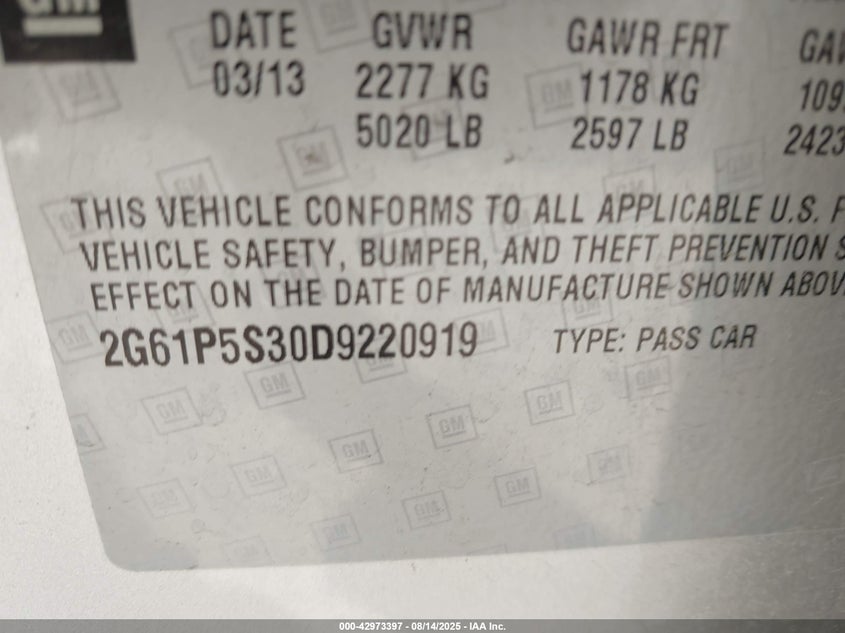 GM
DATE GVWR GAWR FRT
03/13 2277 KG 1178 KG
5020 LB 2597 LB
THIS VEHICLE CONFORMS TO ALL APPLICABLE U.S.
VEHICLE SAFETY, BUMPER, AND THEFT PREVENTION
EFFECT ON THE DATE OF MANUFACTURE SHOWN ABOVE
2G61P5S30D9220919 TYPE: PASS CAR
000-42973397 - 08/14/2025 - IAA Inc.